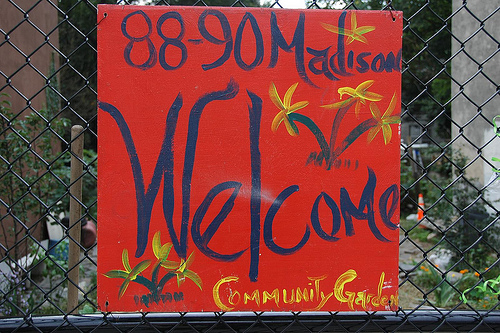 88-90 Madison
Welcome
Community Garden